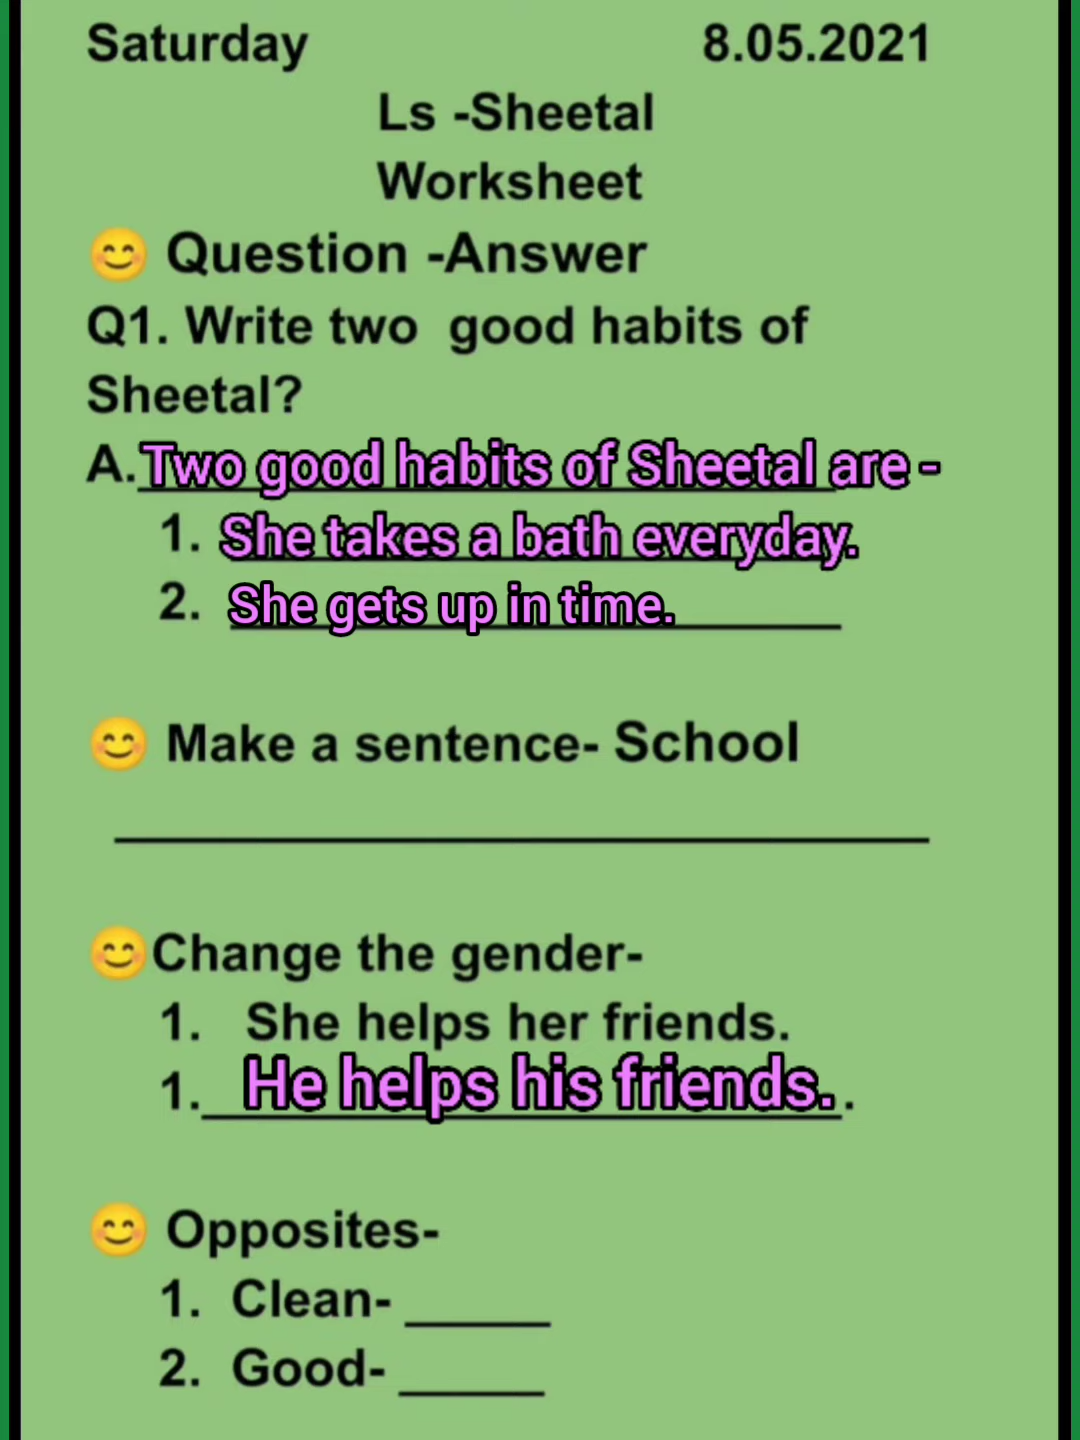 Saturday 8.05.2021
Ls -Sheetal
Worksheet
😊 Question -Answer
Q1. Write two good habits of
Sheetal?
A. Two good habits of Sheetal are -
1. She takes a bath everyday.
2. She gets up in time.
😊 Make a sentence- School
😊 Change the gender-
1. She helps her friends.
1. He helps his friends. .
😊 Opposites-
1. Clean- _____
2. Good- _____